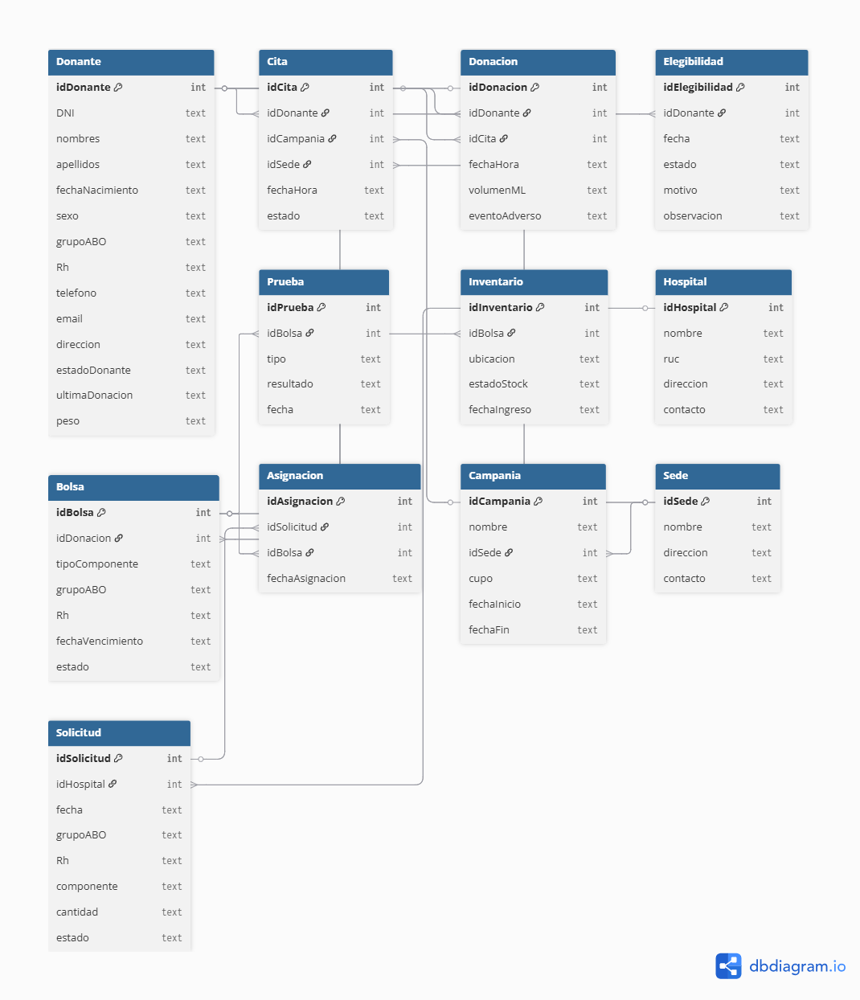 Donante
idDonante int
DNI text
nombres text
apellidos text
fechaNacimiento text
sexo text
grupoABO text
Rh text
telefono text
email text
direccion text
estadoDonante text
ultimaDonacion text
peso text
Cita
idCita int
idDonante int
idCampania int
idSede int
fechaHora text
estado text
Donacion
idDonacion int
idDonante int
idCita int
fechaHora text
volumenML text
eventoAdverso text
Elegibilidad
idElegibilidad int
idDonante int
fecha text
estado text
motivo text
observacion text
Prueba
idPrueba int
idBolsa int
tipo text
resultado text
fecha text
Inventario
idInventario int
idBolsa int
ubicacion text
estadoStock text
fechaIngreso text
Hospital
idHospital int
nombre text
ruc text
direccion text
contacto text
Bolsa
idBolsa int
idDonacion int
tipoComponente text
grupoABO text
Rh text
fechaVencimiento text
estado text
Asignacion
idAsignacion int
idSolicitud int
idBolsa int
fechaAsignacion text
Campania
idCampania int
nombre text
idSede int
cupo text
fechaInicio text
fechaFin text
Sede
idSede int
nombre text
direccion text
contacto text
Solicitud
idSolicitud int
idHospital int
fecha text
grupoABO text
Rh text
componente text
cantidad text
estado text
dbdiagram.io